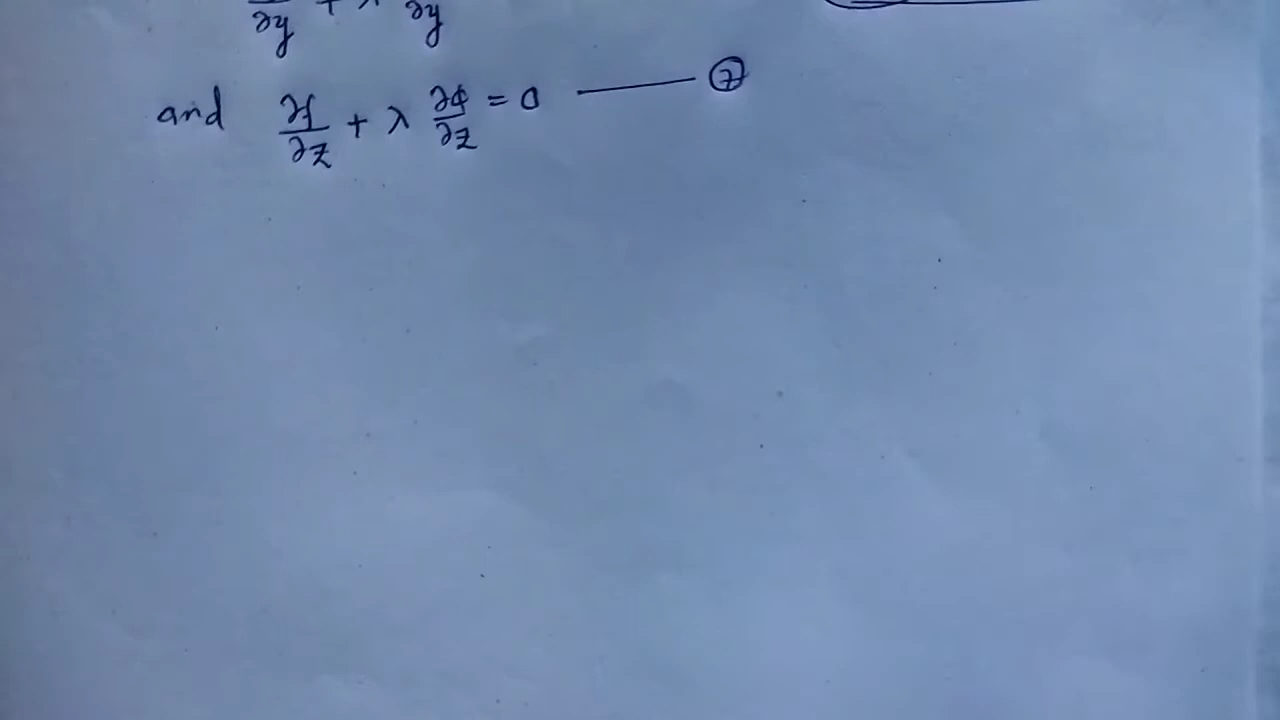 ∂y + λ ∂y
and ∂f/∂z + λ ∂φ/∂z = 0 —— ⑦